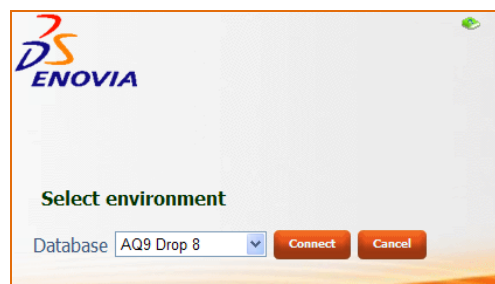 DS
ENOVIA
Select environment
Database AQ9 Drop 8 Connect Cancel